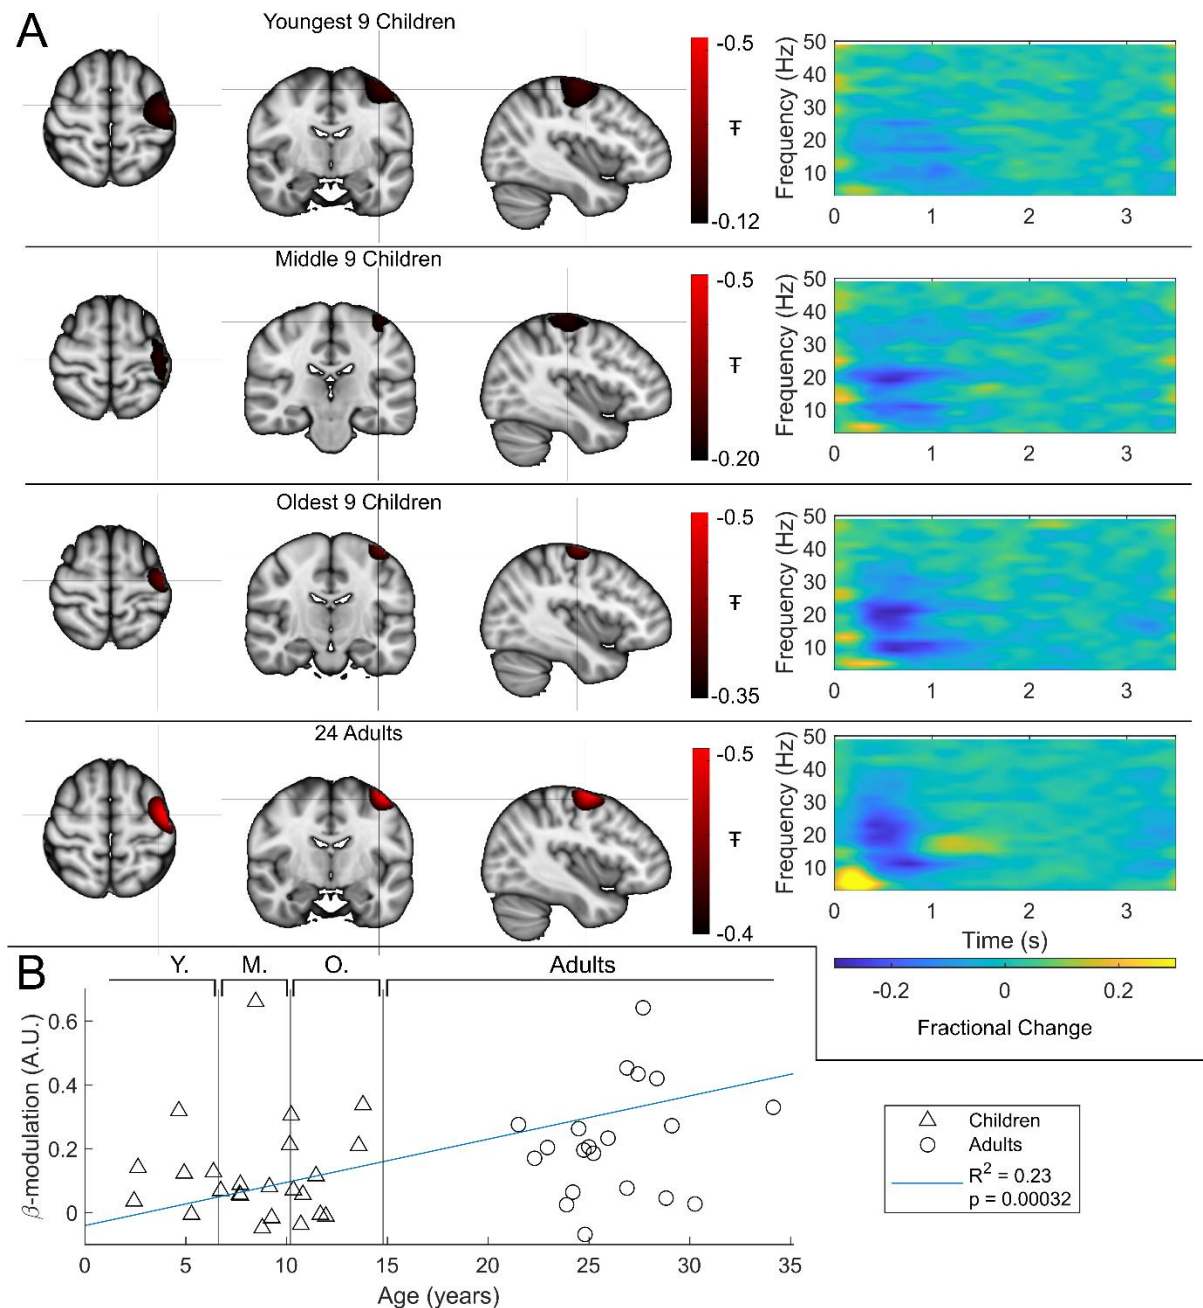 A
Youngest 9 Children
-0.5
Ŧ
-0.12
Frequency (Hz)
50
40
30
20
10
0 1 2 3
Middle 9 Children
-0.5
Ŧ
-0.20
Frequency (Hz)
50
40
30
20
10
0 1 2 3
Oldest 9 Children
-0.5
Ŧ
-0.35
Frequency (Hz)
50
40
30
20
10
0 1 2 3
24 Adults
-0.5
Ŧ
-0.4
Frequency (Hz)
50
40
30
20
10
0 1 2 3
Time (s)
-0.2 0 0.2
Fractional Change
B
Y. M. O. Adults
β-modulation (A.U.)
0.6
0.4
0.2
0
0 5 10 15 20 25 30 35
Age (years)
Children
Adults
R² = 0.23
p = 0.00032